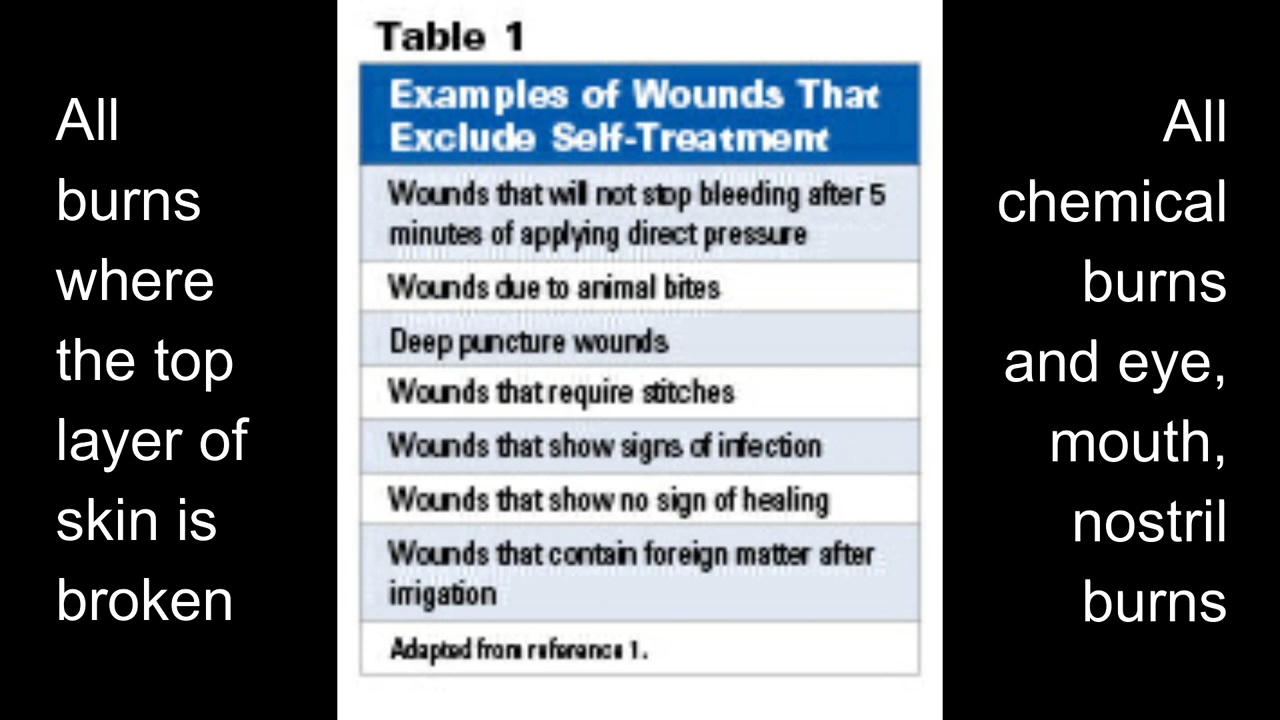 All
burns
where
the top
layer of
skin is
broken
Table 1
Examples of Wounds That
Exclude Self-Treatment
Wounds that will not stop bleeding after 5
minutes of applying direct pressure
Wounds due to animal bites
Deep puncture wounds
Wounds that require stitches
Wounds that show signs of infection
Wounds that show no sign of healing
Wounds that contain foreign matter after
irrigation
Adapted from reference 1.
All
chemical
burns
and eye,
mouth,
nostril
burns